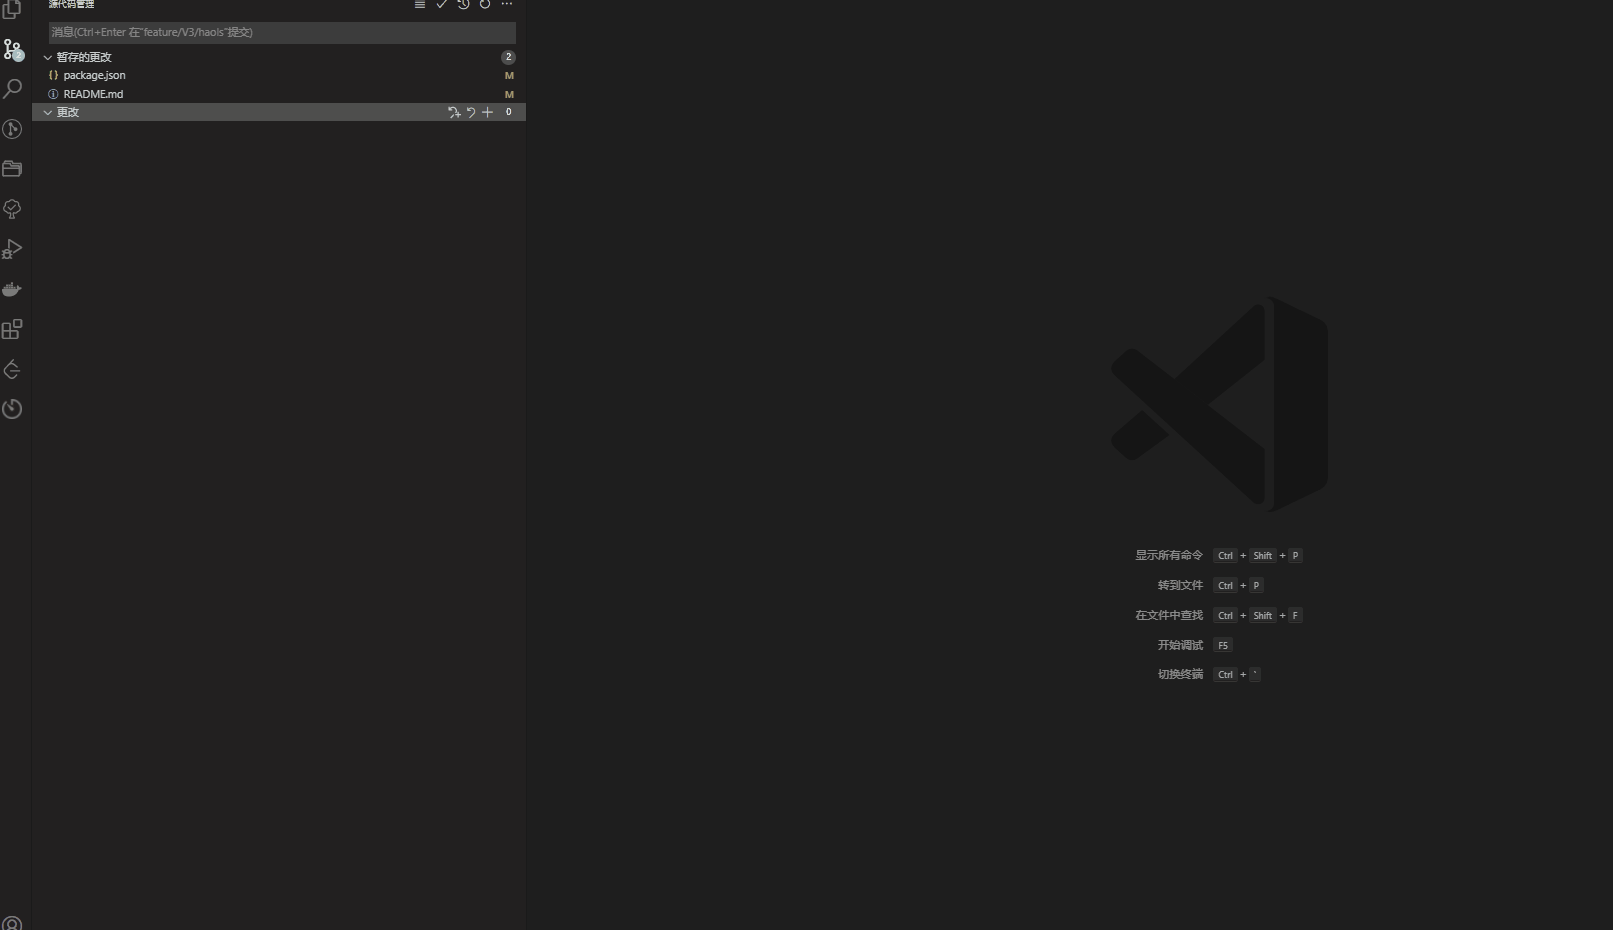 源代码管理
消息(Ctrl+Enter 在"feature/V3/haols"提交)
暂存的更改 2
package.json M
README.md M
更改 0
2
显示所有命令 Ctrl + Shift + P
转到文件 Ctrl + P
在文件中查找 Ctrl + Shift + F
开始调试 F5
切换终端 Ctrl + `